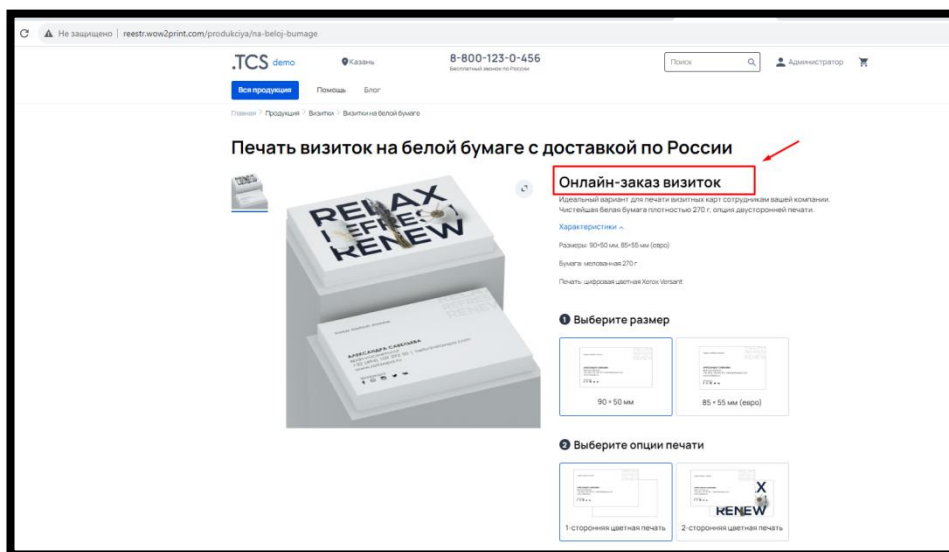 Не защищено | reestr.wow2print.com/produkciya/na-beloj-bumage
.TCS demo
Казань
8-800-123-0-456
Бесплатный звонок по России
Поиск
Администратор
Вся продукция
Помощь
Блог
Главная > Продукция > Визитки > Визитки на белой бумаге
Печать визиток на белой бумаге с доставкой по России
RELAX
REFRESH
RENEW
АЛЕКСАНДРА САВЕЛЬЕВА
Онлайн-заказ визиток
Идеальный вариант для печати визитных карт сотрудникам вашей компании.
Чистейшая белая бумага плотностью 270 г, опция двусторонней печати.
Характеристики
Размеры: 90×50 мм, 85×55 мм (евро)
Бумага: мелованная 270 г
Печать: цифровая цветная Xerox Versant
1 Выберите размер
90 × 50 мм
85 × 55 мм (евро)
2 Выберите опции печати
X
RENEW
1-сторонняя цветная печать
2-сторонняя цветная печать